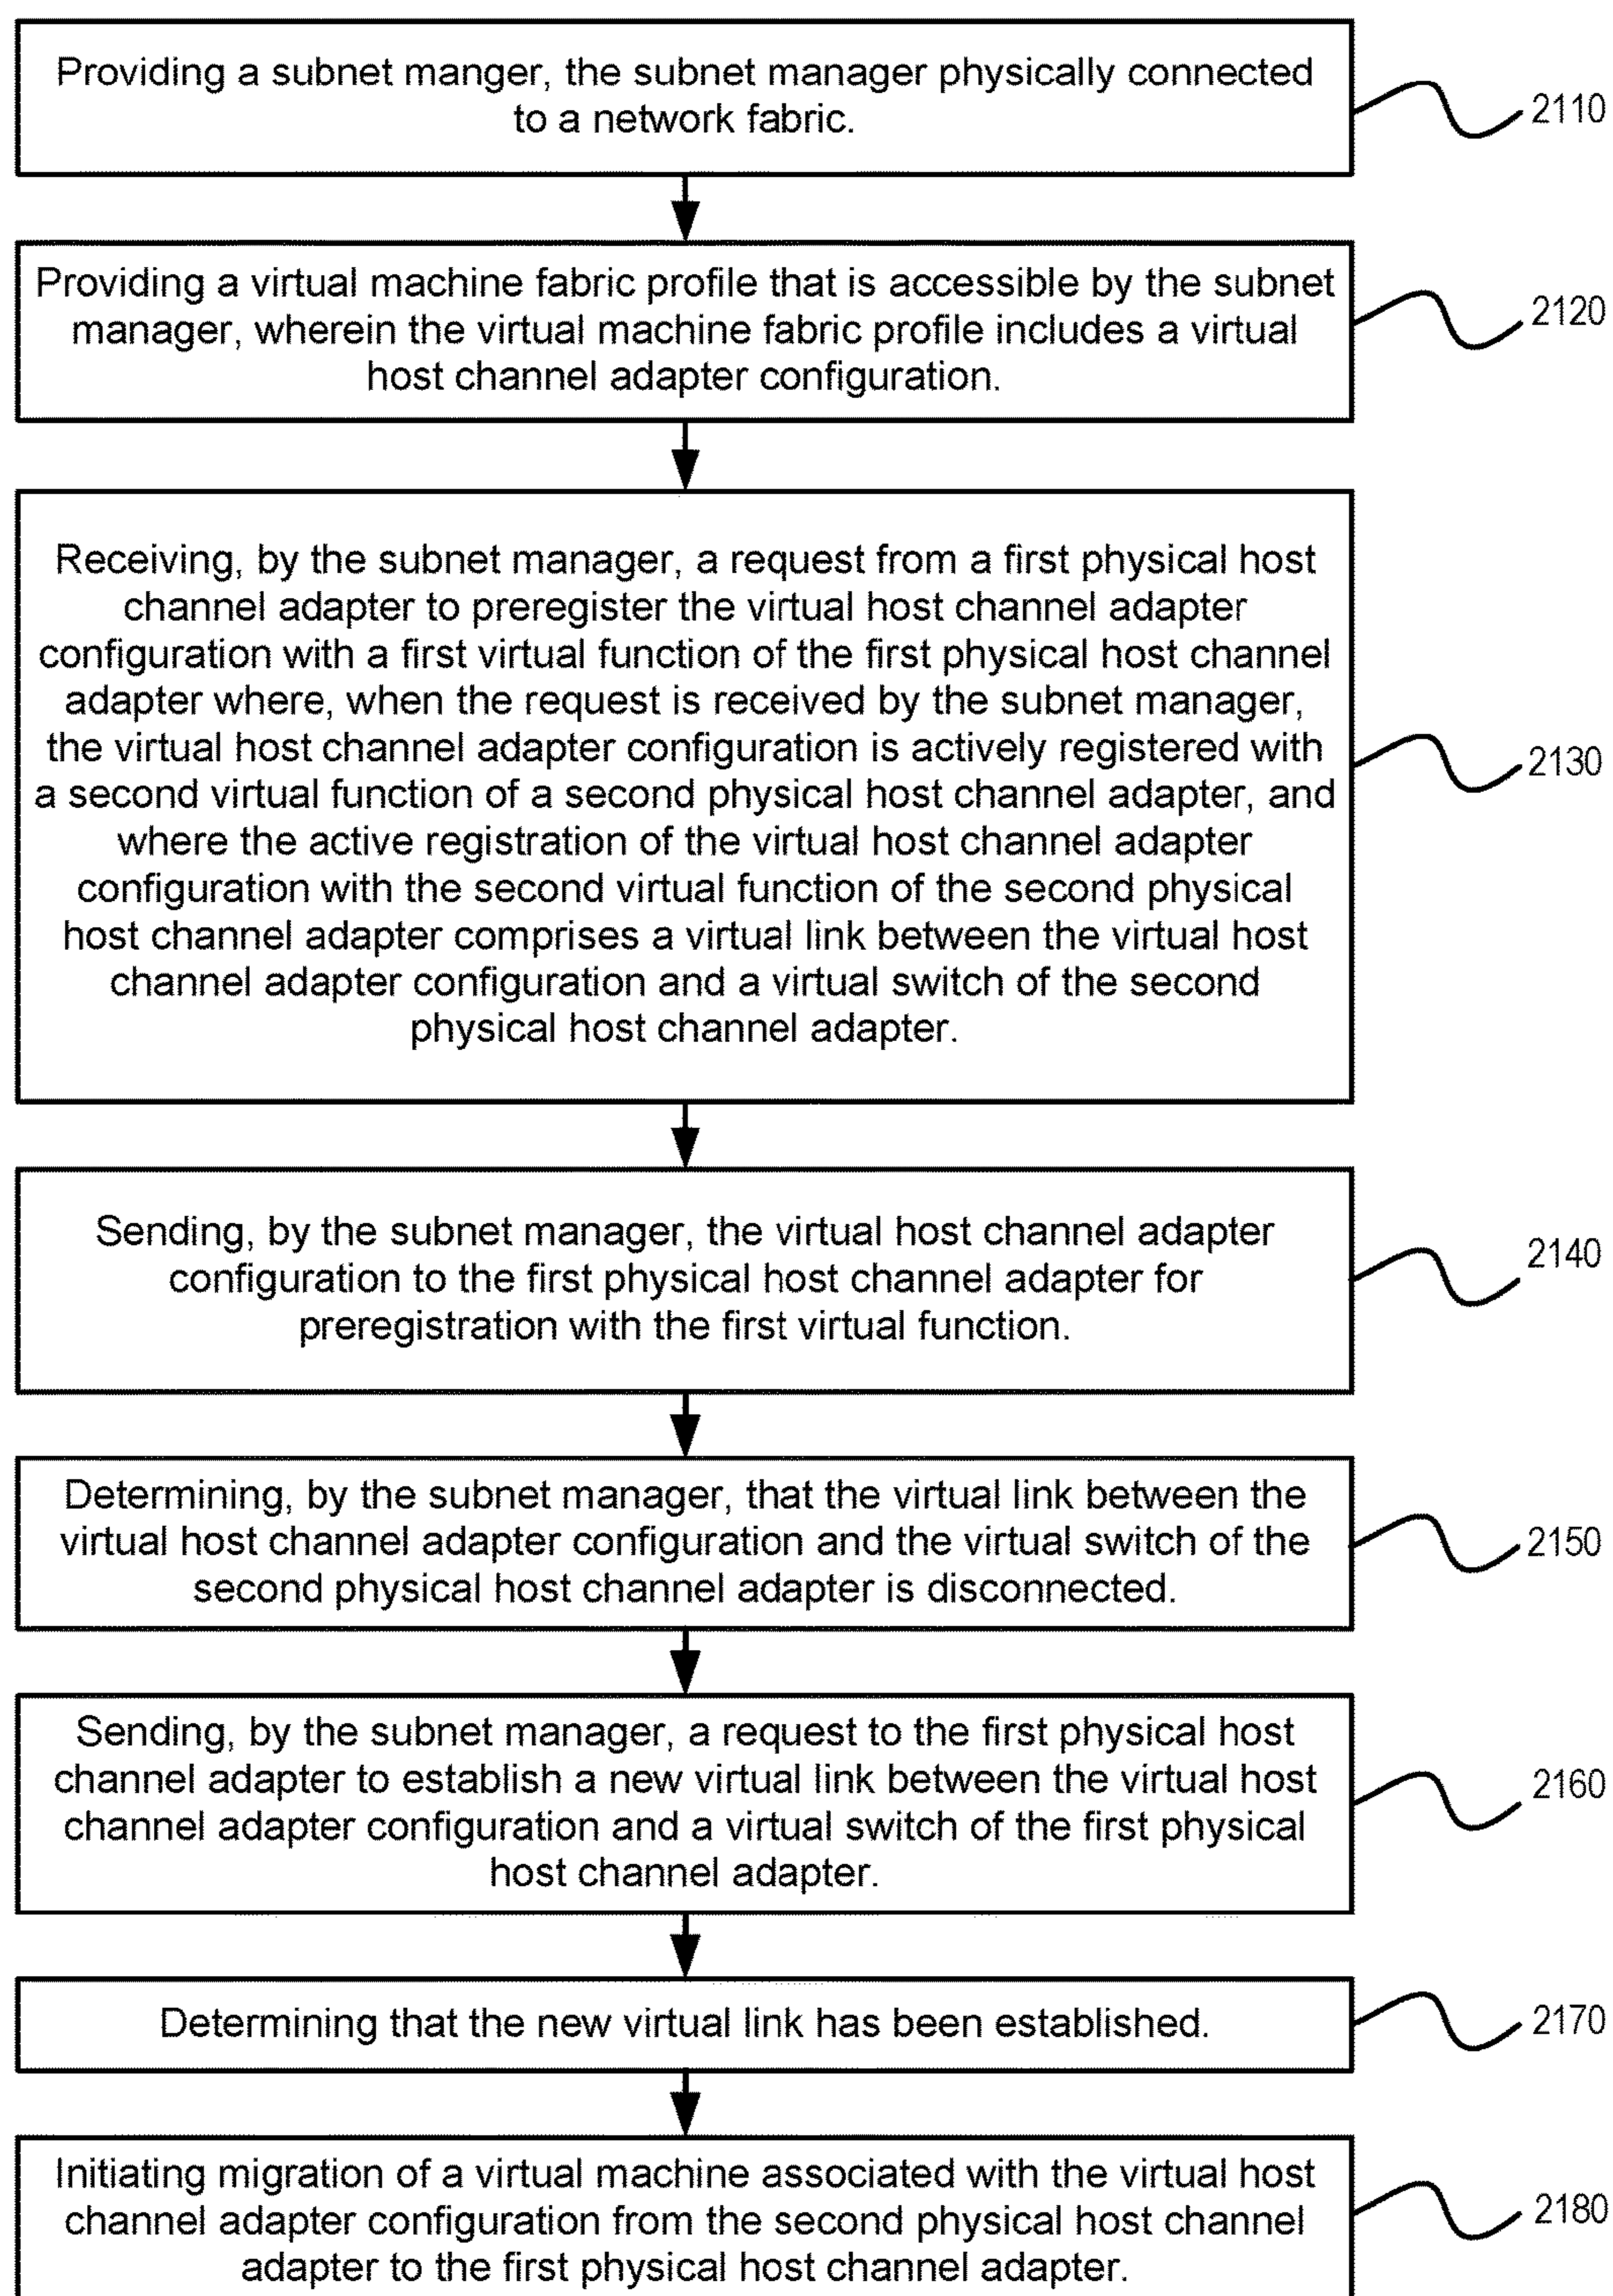 Providing a subnet manger, the subnet manager physically connected
to a network fabric.
2110
Providing a virtual machine fabric profile that is accessible by the subnet
manager, wherein the virtual machine fabric profile includes a virtual
host channel adapter configuration.
2120
Receiving, by the subnet manager, a request from a first physical host
channel adapter to preregister the virtual host channel adapter
configuration with a first virtual function of the first physical host channel
adapter where, when the request is received by the subnet manager,
the virtual host channel adapter configuration is actively registered with
a second virtual function of a second physical host channel adapter, and
where the active registration of the virtual host channel adapter
configuration with the second virtual function of the second physical
host channel adapter comprises a virtual link between the virtual host
channel adapter configuration and a virtual switch of the second
physical host channel adapter.
2130
Sending, by the subnet manager, the virtual host channel adapter
configuration to the first physical host channel adapter for
preregistration with the first virtual function.
2140
Determining, by the subnet manager, that the virtual link between the
virtual host channel adapter configuration and the virtual switch of the
second physical host channel adapter is disconnected.
2150
Sending, by the subnet manager, a request to the first physical host
channel adapter to establish a new virtual link between the virtual host
channel adapter configuration and a virtual switch of the first physical
host channel adapter.
2160
Determining that the new virtual link has been established.
2170
Initiating migration of a virtual machine associated with the virtual host
channel adapter configuration from the second physical host channel
adapter to the first physical host channel adapter.
2180